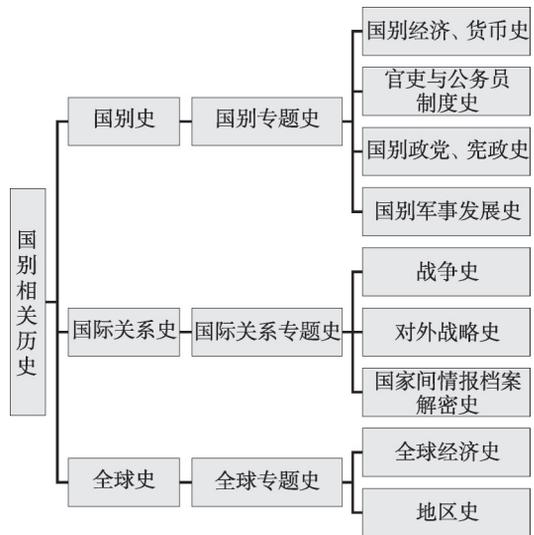 国别相关历史
国别史
国别专题史
国别经济、货币史
官吏与公务员
制度史
国别政党、宪政史
国别军事发展史
国际关系史
国际关系专题史
战争史
对外战略史
国家间情报档案
解密史
全球史
全球专题史
全球经济史
地区史